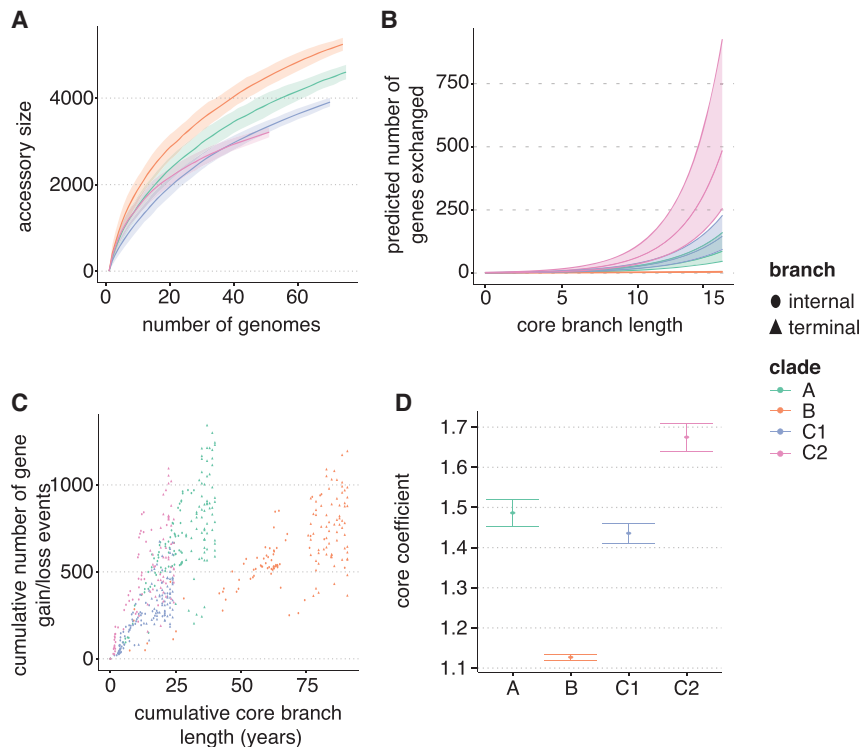 A
accessory size
4000
2000
0
0
20
40
60
number of genomes
B
predicted number of
genes exchanged
750
500
250
0
0
5
10
15
core branch length
branch
internal
terminal
clade
A
B
C1
C2
C
cumulative number of gene
gain/loss events
1000
500
0
0
25
50
75
cumulative core branch
length (years)
D
core coefficient
1.7
1.6
1.5
1.4
1.3
1.2
1.1
A
B
C1
C2